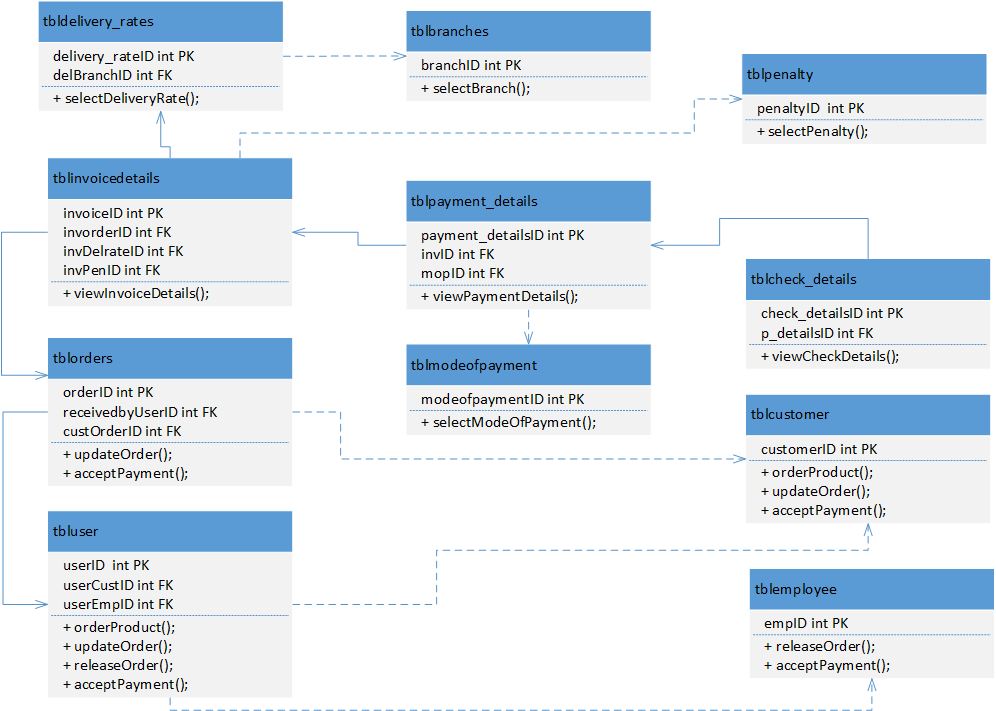 tbldelivery_rates
delivery_rateID int PK
delBranchID int FK
+ selectDeliveryRate();
tblbranches
branchID int PK
+ selectBranch();
tblpenalty
penaltyID  int PK
+ selectPenalty();
tblinvoicedetails
invoiceID int PK
invorderID int FK
invDelrateID int FK
invPenID int FK
+ viewInvoiceDetails();
tblpayment_details
payment_detailsID int PK
invID int FK
mopID int FK
+ viewPaymentDetails();
tblcheck_details
check_detailsID int PK
p_detailsID int FK
+ viewCheckDetails();
tblorders
orderID int PK
receivedbyUserID int FK
custOrderID int FK
+ updateOrder();
+ acceptPayment();
tblmodeofpayment
modeofpaymentID int PK
+ selectModeOfPayment();
tblcustomer
customerID int PK
+ orderProduct();
+ updateOrder();
+ acceptPayment();
tbluser
userID  int PK
userCustID int FK
userEmpID int FK
+ orderProduct();
+ updateOrder();
+ releaseOrder();
+ acceptPayment();
tblemployee
empID int PK
+ releaseOrder();
+ acceptPayment();